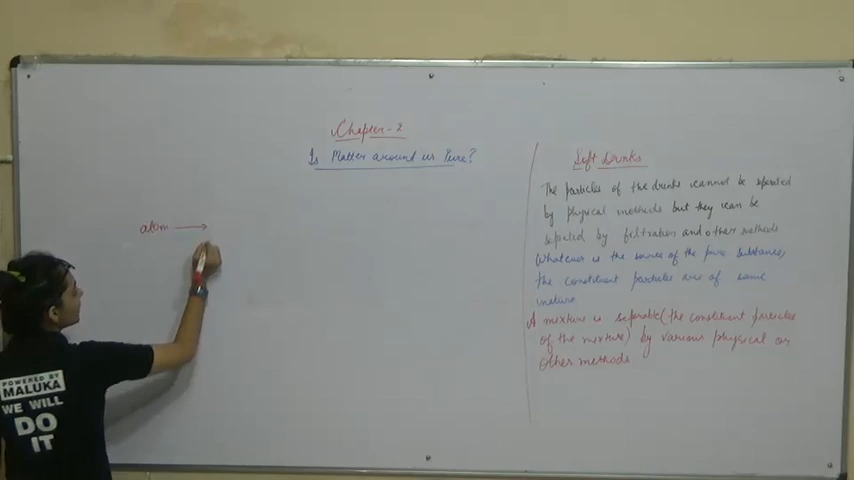 Chapter-2
Is Matter around us Pure?
atom →
Soft Drinks
The particles of the drinks cannot be seperated
by physical methods but they can be
by filtration and other methods
Whatever is the source of the pure substance,
the constituent particles are of same
nature
A mixture is seperable (the constituent particles
of the mixture) by various physical or
other methods
POWERED BY
MALUKA
WE WILL
DO
IT